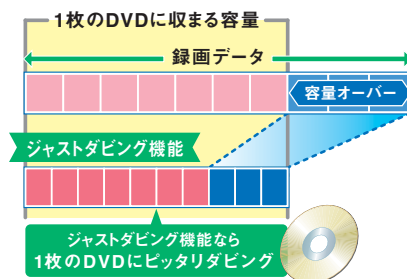 1枚のDVDに収まる容量
録画データ
容量オーバー
ジャストダビング機能
ジャストダビング機能なら
1枚のDVDにピッタリダビング